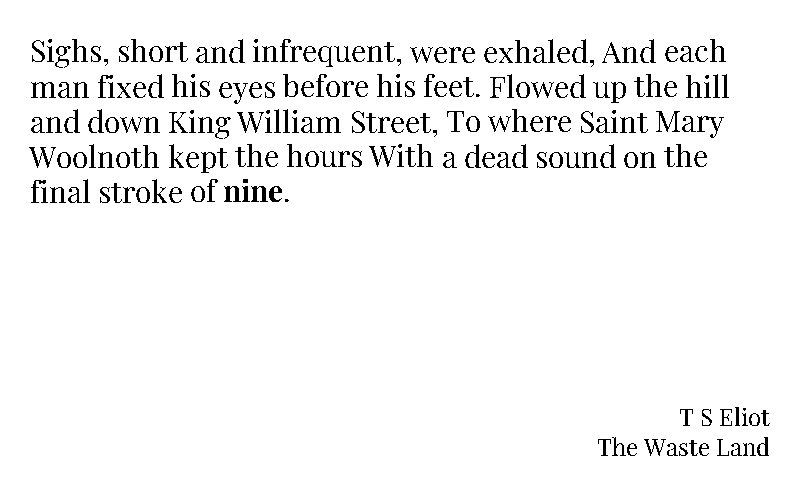 Sighs, short and infrequent, were exhaled, And each
man fixed his eyes before his feet. Flowed up the hill
and down King William Street, To where Saint Mary
Woolnoth kept the hours With a dead sound on the
final stroke of nine.
T S Eliot
The Waste Land